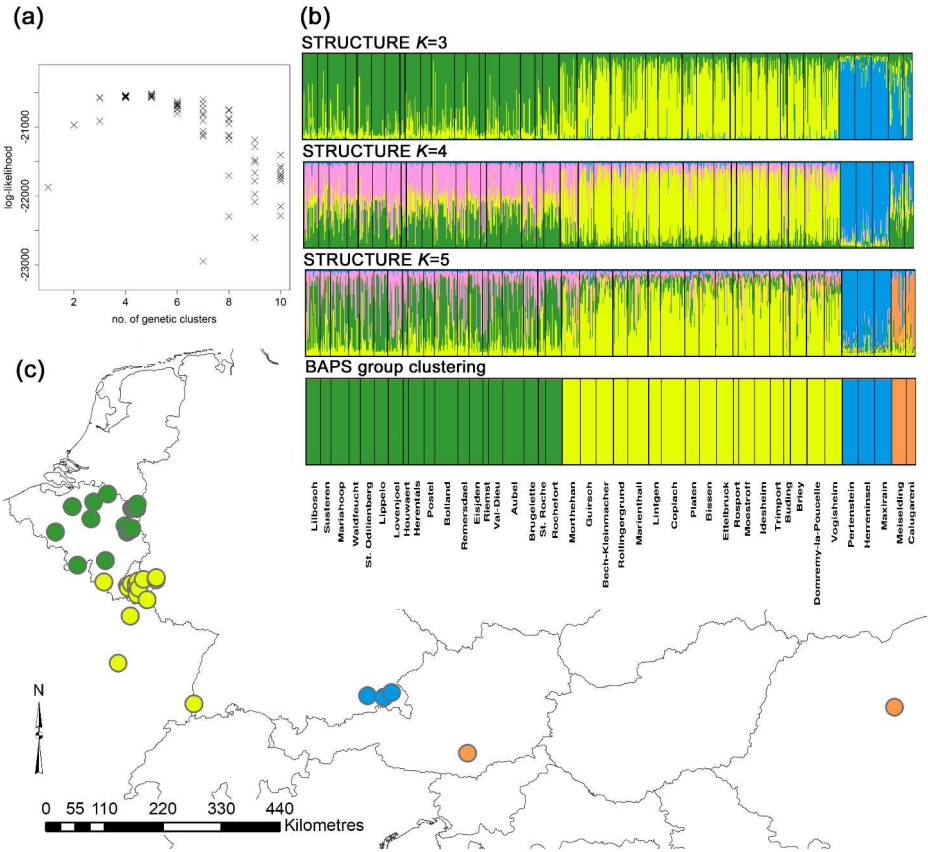 (a)
log-likelihood
-21000
-22000
-23000
2 4 6 8 10
no. of genetic clusters
(b)
STRUCTURE K=3
STRUCTURE K=4
STRUCTURE K=5
BAPS group clustering
Lilbosch
Susteren
Mariahoop
Waldfeucht
St. Odilienberg
Lippelo
Lovenjoel
Houwaert
Herentals
Postel
Bolland
Remersdael
Eisjden
Riemst
Val-Dieu
Aubel
Brugelette
St. Roche
Rochefort
Morthehan
Guirsch
Bech-Kleinmacher
Rollingergrund
Marienthall
Lintgen
Coplach
Platen
Bissen
Ettelbruck
Rosport
Moestroff
Idesheim
Trimport
Buding
Briey
Domremy-la-Poucelle
Vogisheim
Pertenstein
Herreninsel
Maxlrain
Meiselding
Calugareni
(c)
N
0 55 110 220 330 440
Kilometres